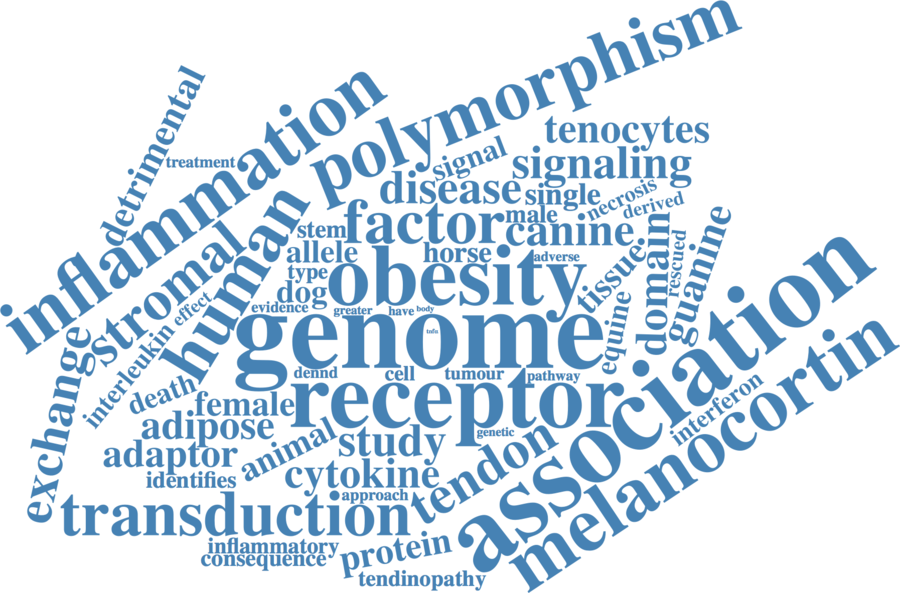 polymorphism
inflammation
detrimental
treatment
tenocytes
signal
signaling
disease
single
necrosis
derived
human
stem
factor
male
canine
stromal
allele
horse
adverse
tissue
domain
rescued
guanine
type
obesity
dog
evidence
greater
have
body
interleukin
effect
genome
Tnfα
equine
association
exchange
death
dennd
cell
tumour
pathway
receptor
melanocortin
interferon
female
adipose
animal
study
genetic
tendon
adaptor
identifies
cytokine
approach
transduction
inflammatory
consequence
protein
tendinopathy